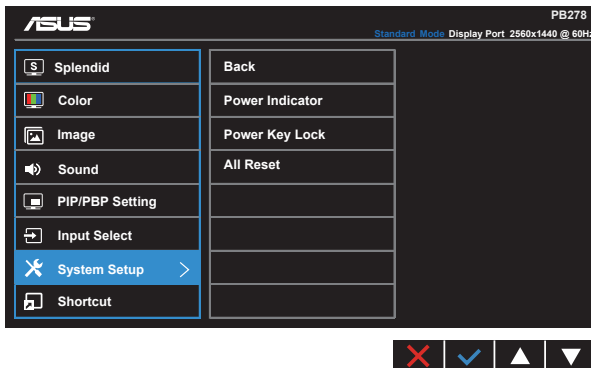 ASUS
PB278
Standard Mode Display Port 2560x1440 @ 60Hz
S Splendid
Color
Image
Sound
PIP/PBP Setting
Input Select
System Setup
Shortcut
Back
Power Indicator
Power Key Lock
All Reset